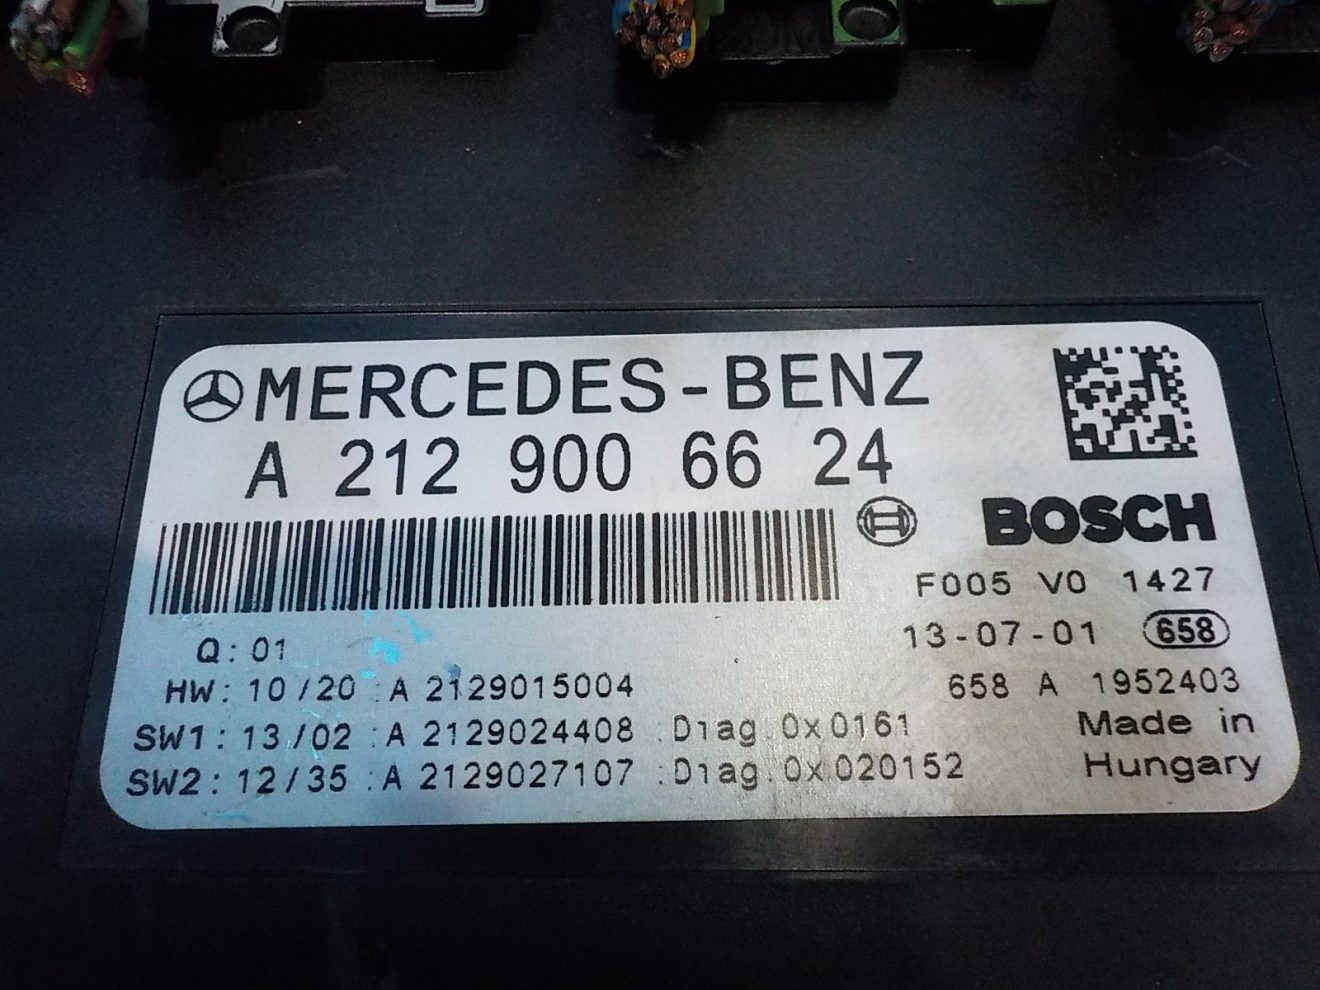 MERCEDES-BENZ
A 212 900 66 24
BOSCH
F005 V0 1427
13-07-01 658
Q: 01
HW: 10/20 :A 2129015004
658 A 1952403
SW1: 13/02 :A 2129024408 :Diag.0x0161
Made in
SW2: 12/35 :A 2129027107 :Diag.0x020152
Hungary